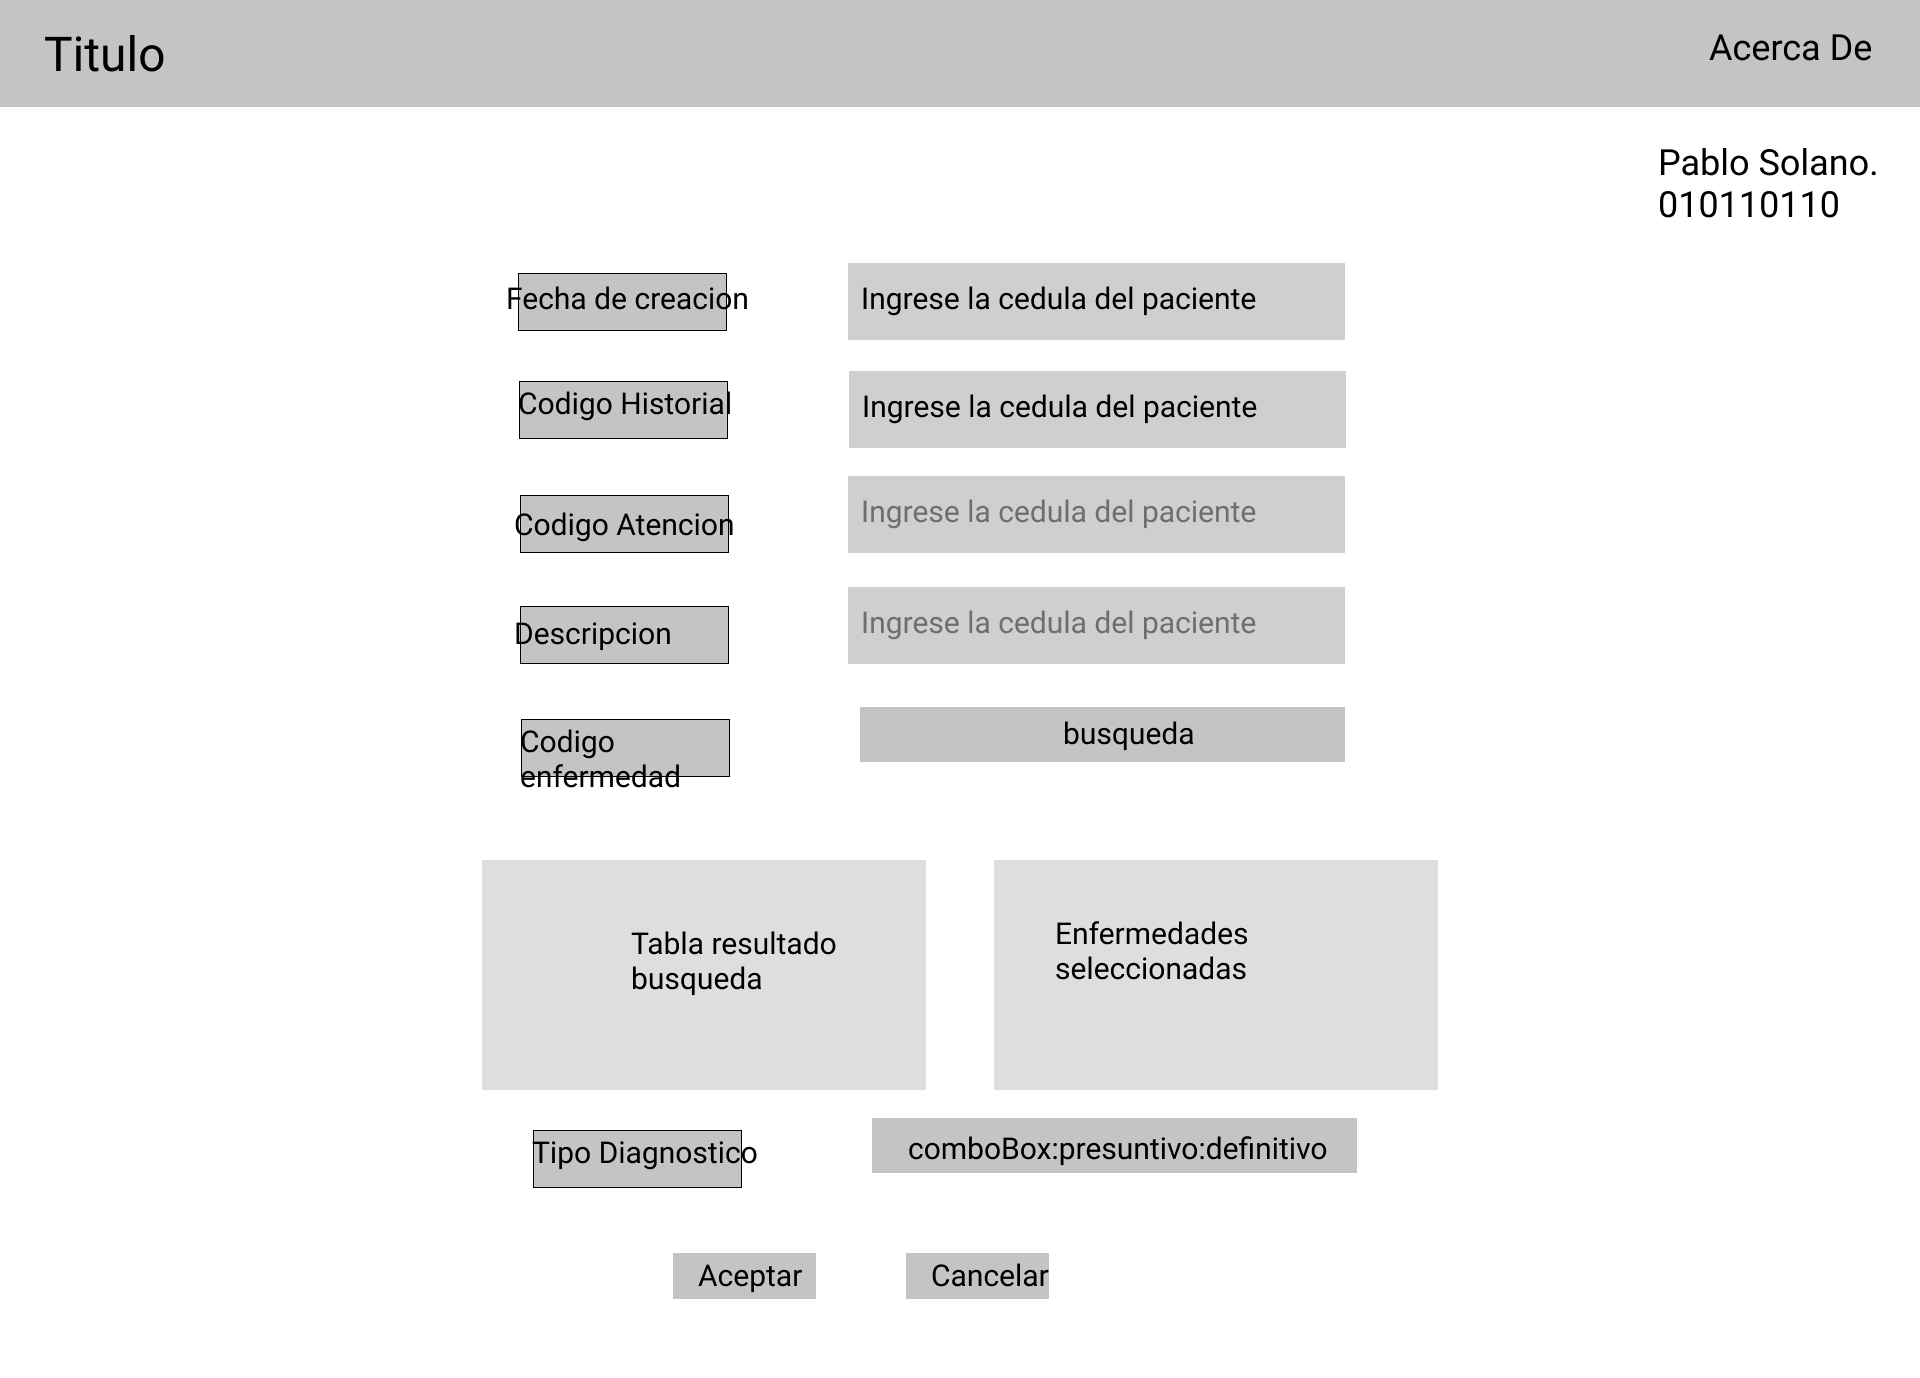 Titulo
Acerca De
Pablo Solano.
010110110
Fecha de creacion
Ingrese la cedula del paciente
Codigo Historial
Ingrese la cedula del paciente
Codigo Atencion
Ingrese la cedula del paciente
Descripcion
Ingrese la cedula del paciente
Codigo
enfermedad
busqueda
Tabla resultado
busqueda
Enfermedades
seleccionadas
Tipo Diagnostico
comboBox:presuntivo:definitivo
Aceptar
Cancelar